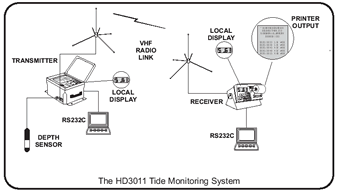 PRINTER
OUTPUT
LOCAL
DISPLAY
VHF
RADIO
LINK
TRANSMITTER
LOCAL
DISPLAY
RECEIVER
RS232C
RS232C
DEPTH
SENSOR
The HD3011 Tide Monitoring System